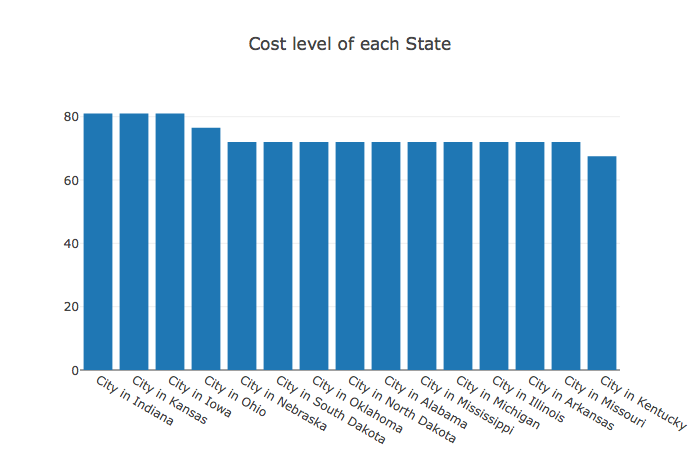 Cost level of each State
80
60
40
20
0
City in Indiana
City in Kansas
City in Iowa
City in Ohio
City in Nebraska
City in South Dakota
City in Oklahoma
City in North Dakota
City in Alabama
City in Mississippi
City in Michigan
City in Illinois
City in Arkansas
City in Missouri
City in Kentucky